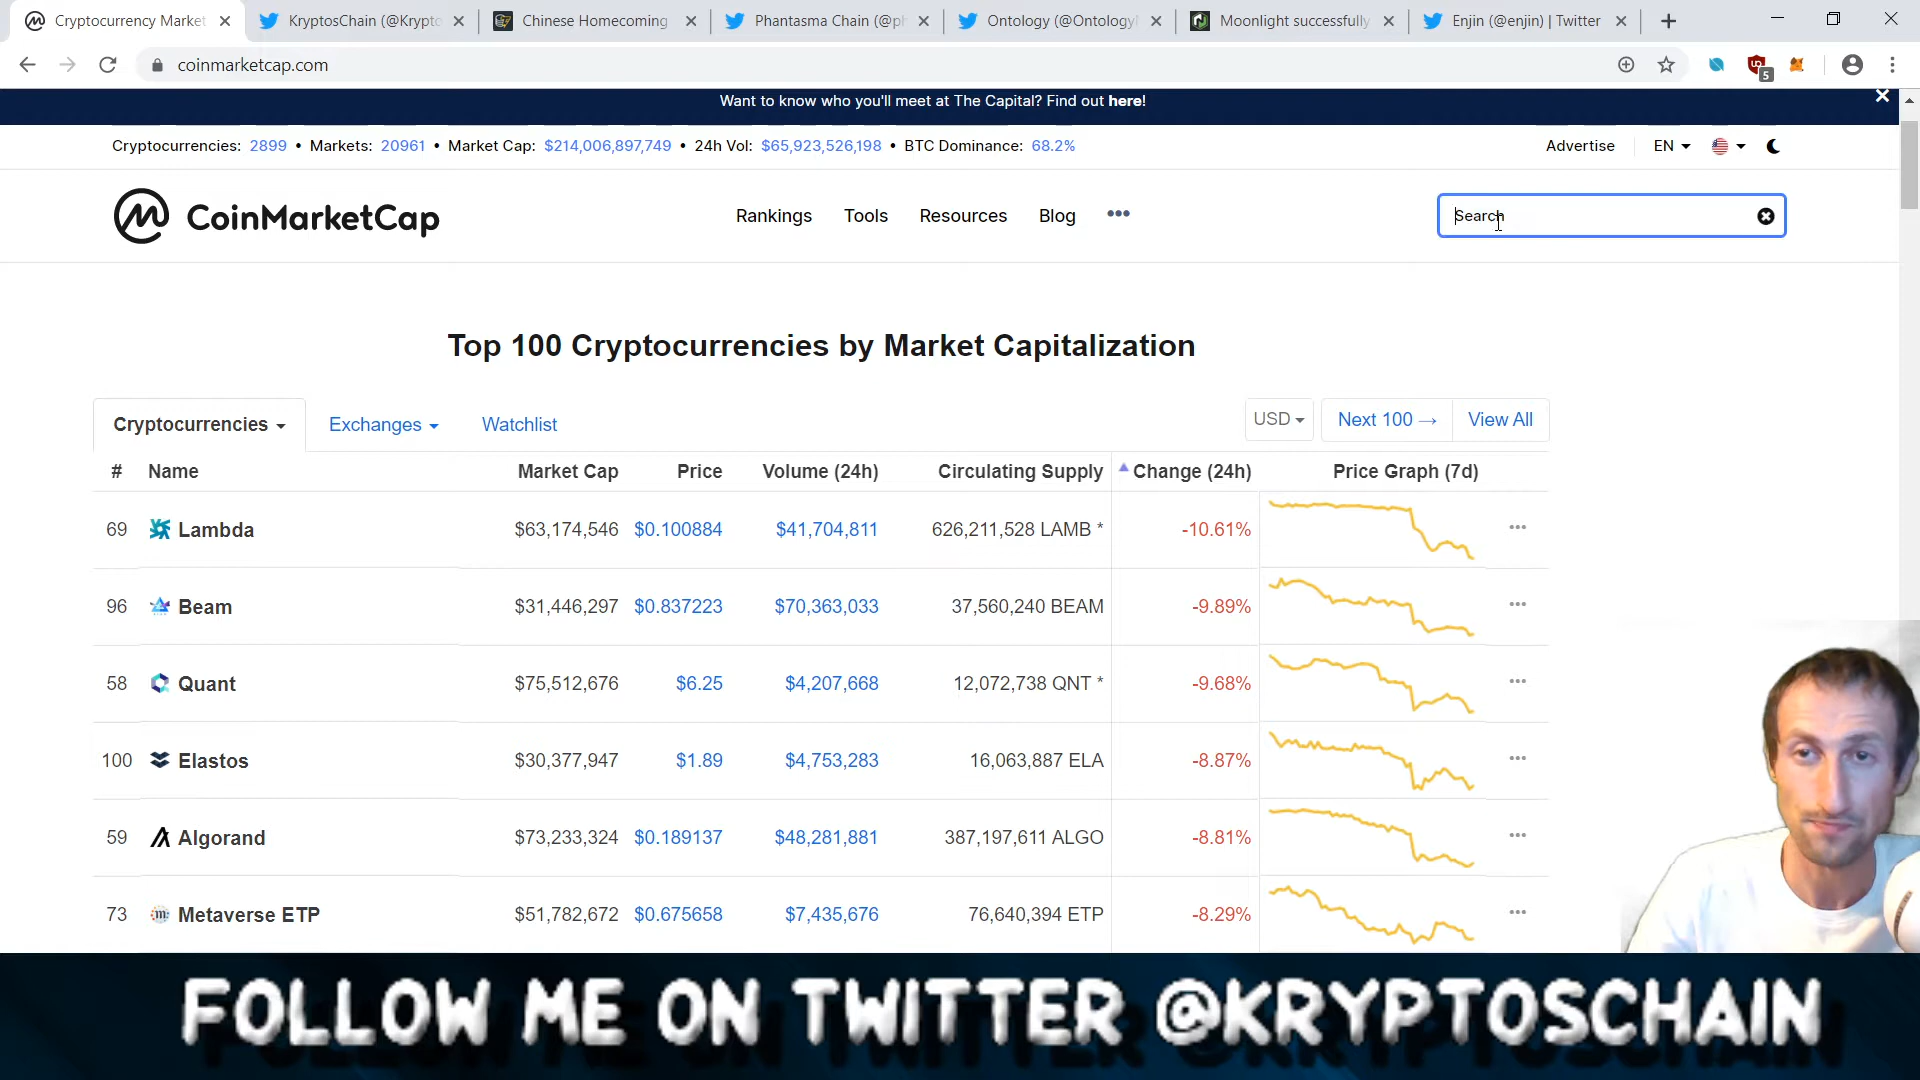 Cryptocurrency Market
KryptosChain (@Krypto
Chinese Homecoming
Phantasma Chain (@ph
Ontology (@OntologyN
Moonlight successfully
Enjin (@enjin) | Twitter
coinmarketcap.com
5
Want to know who you'll meet at The Capital? Find out here!
Cryptocurrencies: 2899 • Markets: 20961 • Market Cap: $214,006,897,749 • 24h Vol: $65,923,526,198 • BTC Dominance: 68.2%
Advertise EN
CoinMarketCap
Rankings Tools Resources Blog •••
Search
Top 100 Cryptocurrencies by Market Capitalization
Cryptocurrencies Exchanges Watchlist
USD Next 100 → View All
# Name Market Cap Price Volume (24h) Circulating Supply Change (24h) Price Graph (7d)
69 Lambda $63,174,546 $0.100884 $41,704,811 626,211,528 LAMB * -10.61%
96 Beam $31,446,297 $0.837223 $70,363,033 37,560,240 BEAM -9.89%
58 Quant $75,512,676 $6.25 $4,207,668 12,072,738 QNT * -9.68%
100 Elastos $30,377,947 $1.89 $4,753,283 16,063,887 ELA -8.87%
59 Algorand $73,233,324 $0.189137 $48,281,881 387,197,611 ALGO -8.81%
73 Metaverse ETP $51,782,672 $0.675658 $7,435,676 76,640,394 ETP -8.29%
FOLLOW ME ON TWITTER @KRYPTOSCHAIN